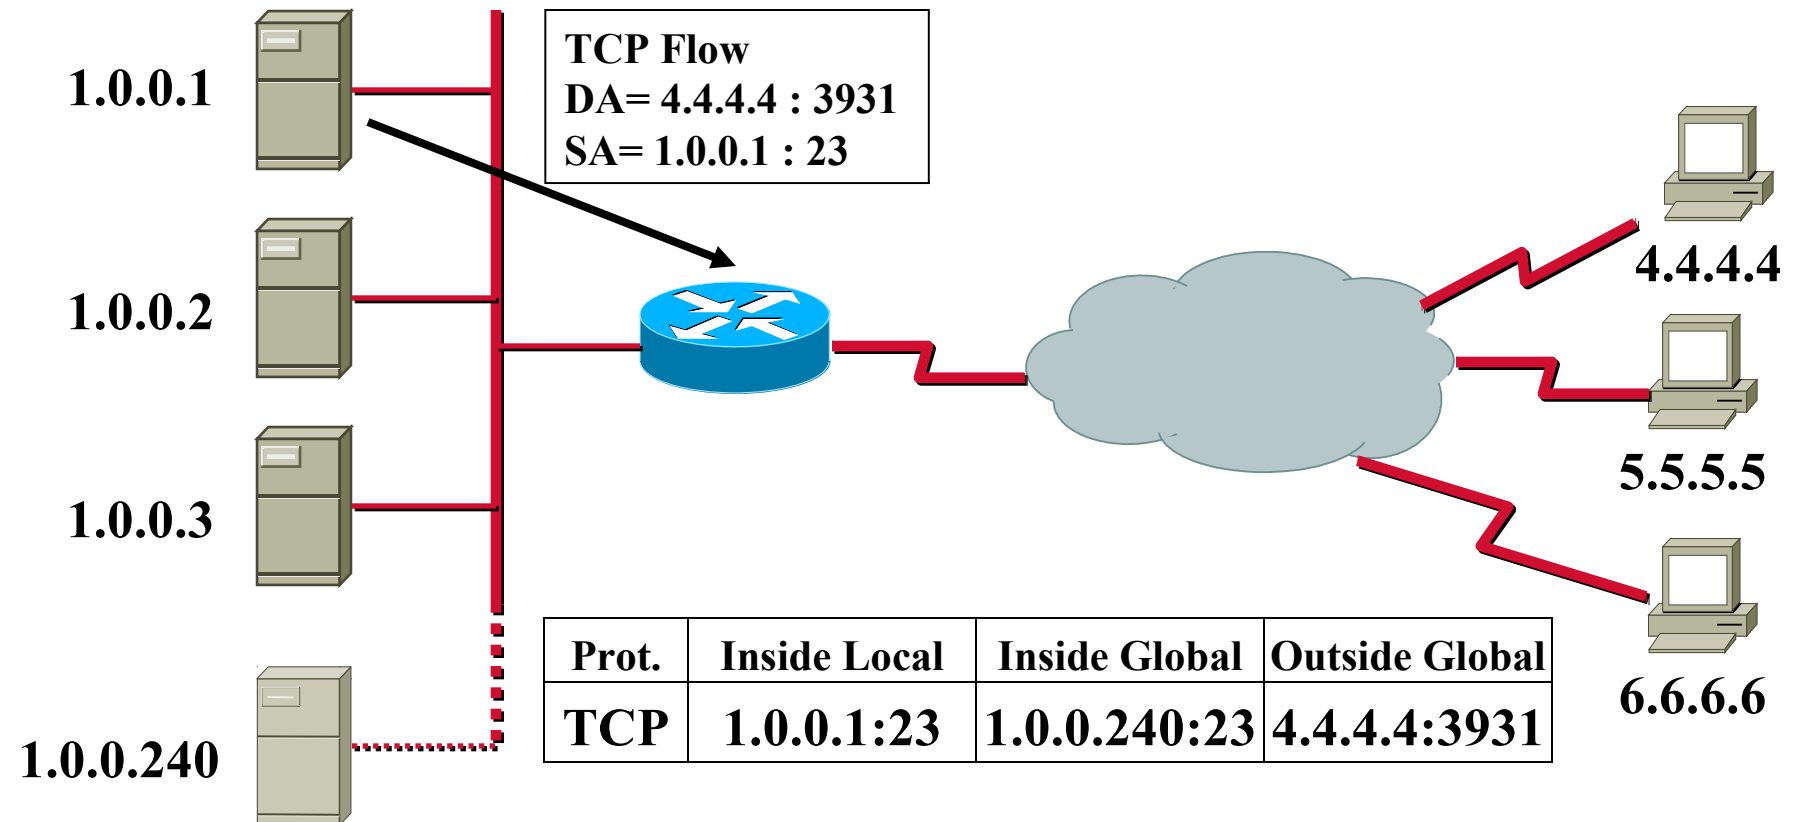 TCP Flow
DA= 4.4.4.4 : 3931
SA= 1.0.0.1 : 23
1.0.0.1
1.0.0.2
1.0.0.3
1.0.0.240
4.4.4.4
5.5.5.5
6.6.6.6
Prot. Inside Local Inside Global Outside Global
TCP 1.0.0.1:23 1.0.0.240:23 4.4.4.4:3931